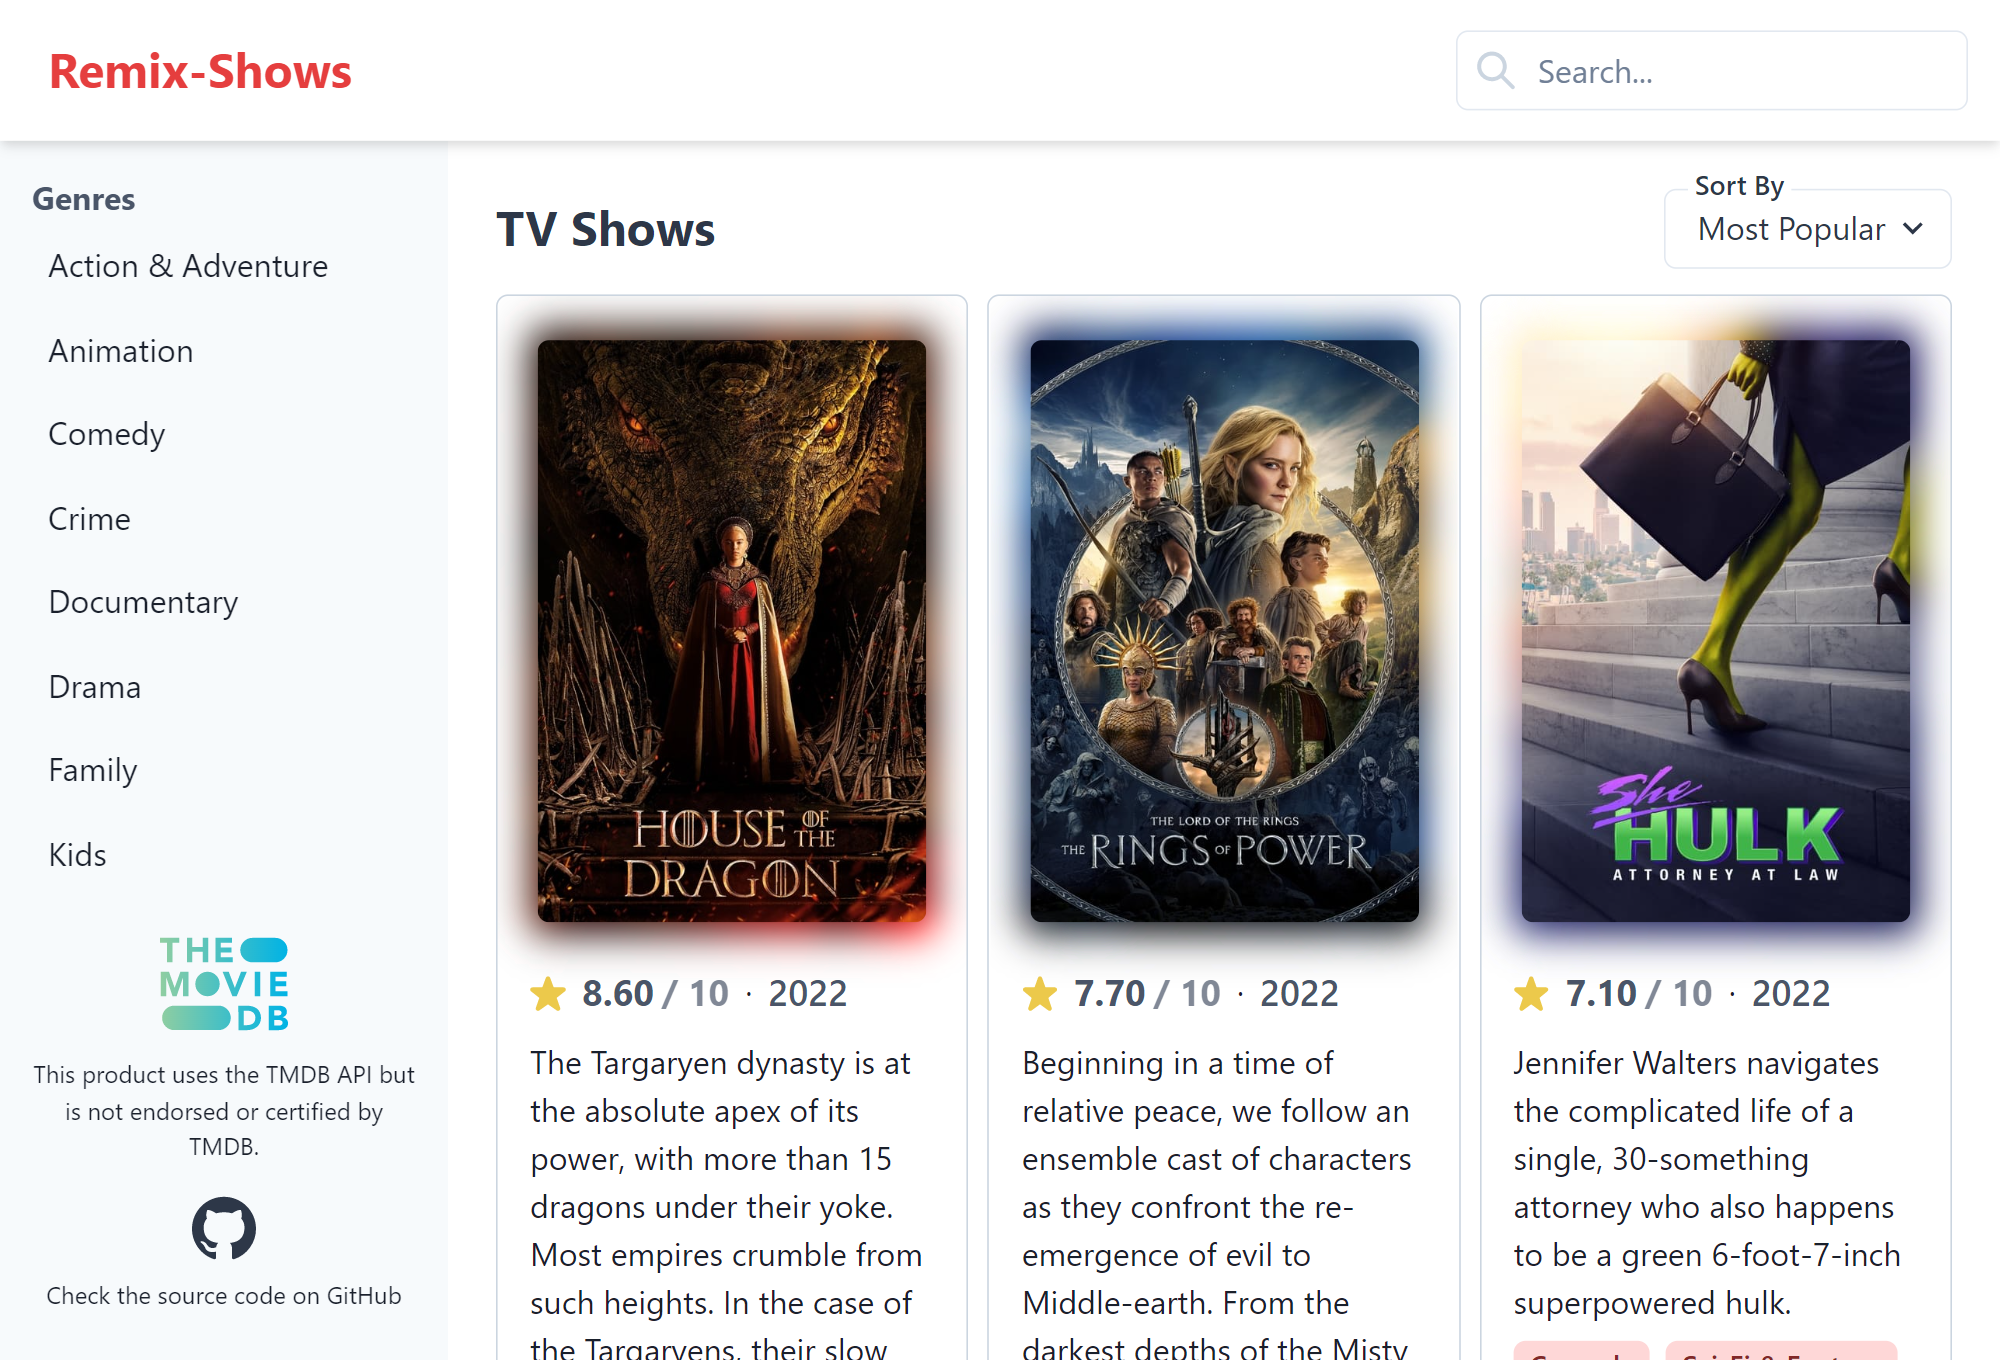 Remix-Shows
Search...
Genres
Action & Adventure
Animation
Comedy
Crime
Documentary
Drama
Family
Kids
THE
MOVIE
DB
This product uses the TMDB API but
is not endorsed or certified by
TMDB.
Check the source code on GitHub
TV Shows
Sort By
Most Popular
HOUSE OF THE
DRAGON
8.60 / 10 · 2022
The Targaryen dynasty is at
the absolute apex of its
power, with more than 15
dragons under their yoke.
Most empires crumble from
such heights. In the case of
the Targaryens, their slow
THE LORD OF THE RINGS
THE RINGS OF POWER
7.70 / 10 · 2022
Beginning in a time of
relative peace, we follow an
ensemble cast of characters
as they confront the re-
emergence of evil to
Middle-earth. From the
darkest depths of the Misty
She
HULK
ATTORNEY AT LAW
7.10 / 10 · 2022
Jennifer Walters navigates
the complicated life of a
single, 30-something
attorney who also happens
to be a green 6-foot-7-inch
superpowered hulk.